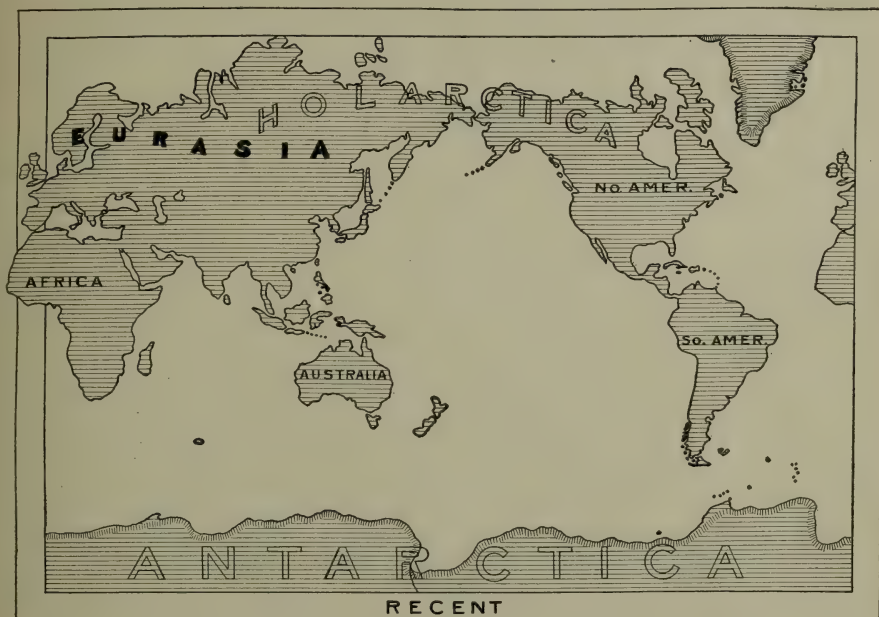 HOLARCTICA
EURASIA
No. AMER.
AFRICA
So. AMER.
AUSTRALIA
ANTARCTICA
RECENT